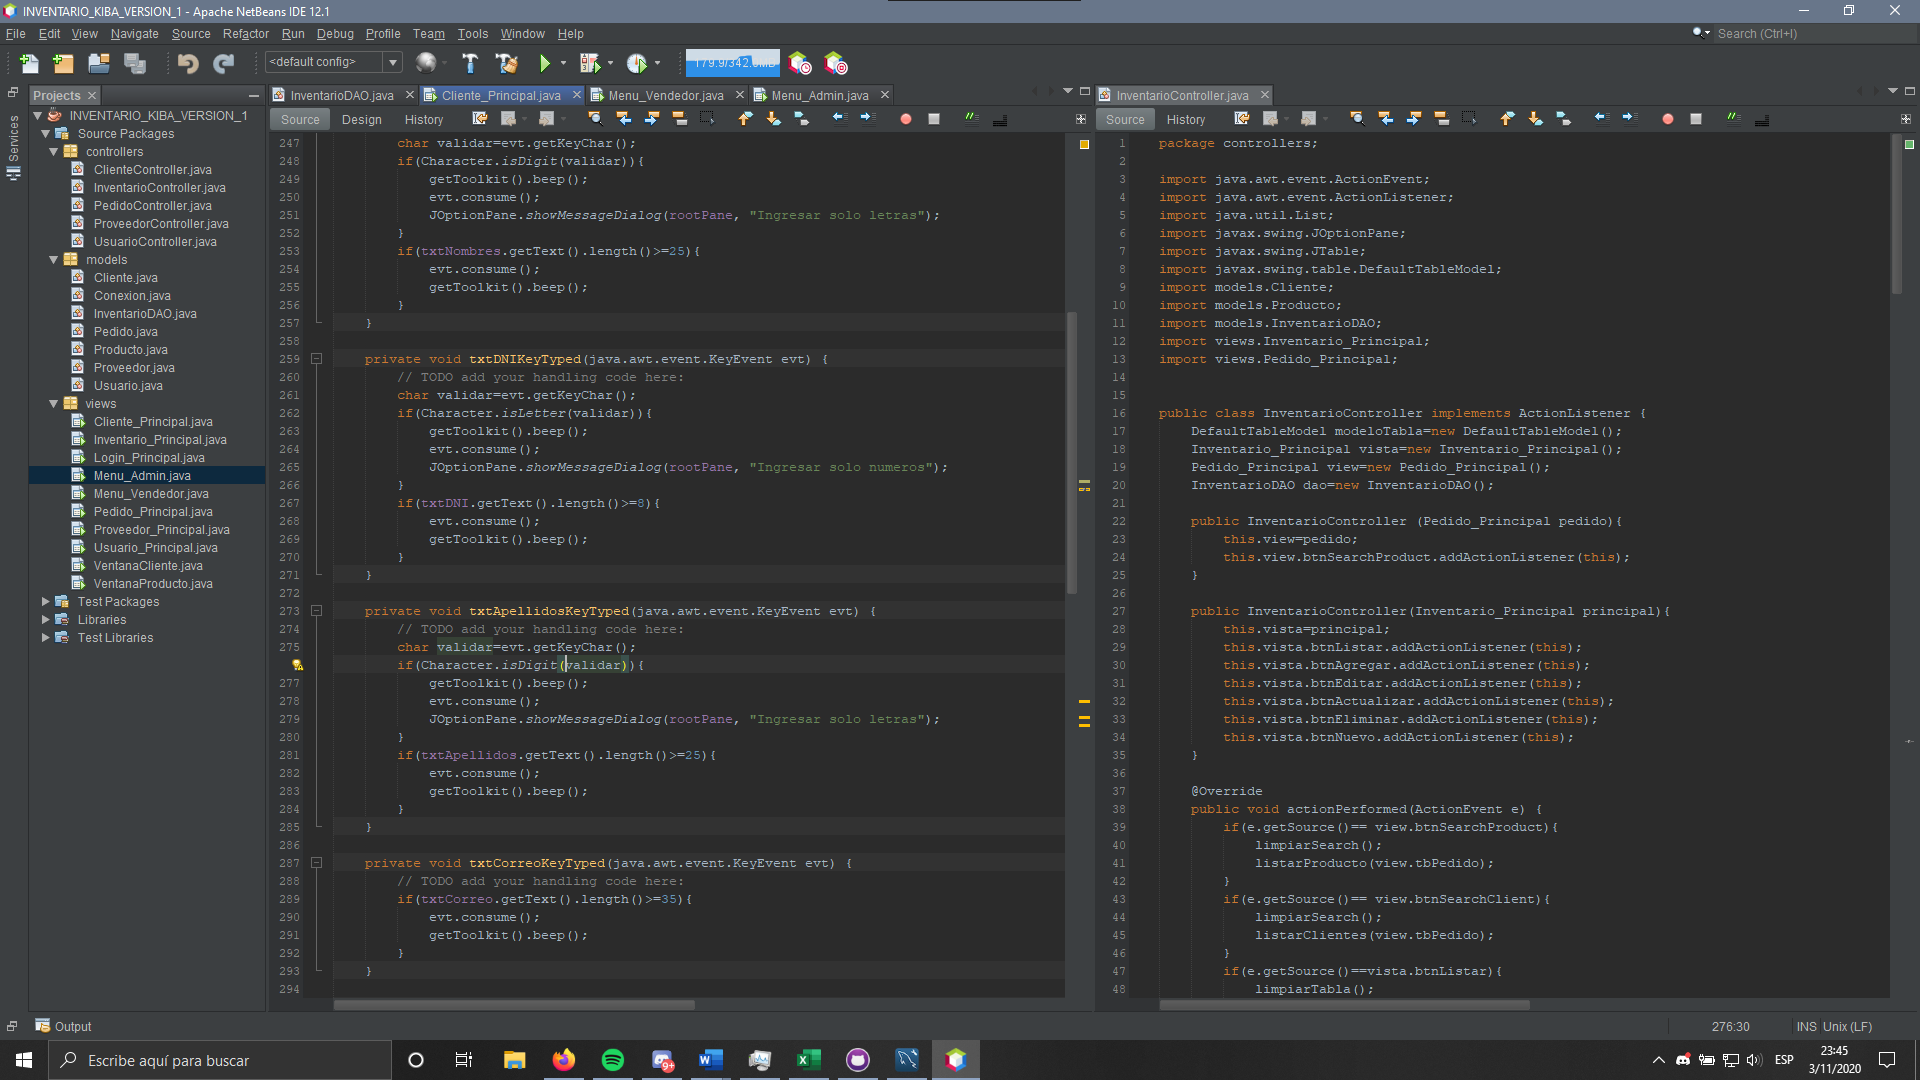 INVENTARIO_KIBA_VERSION_1 - Apache NetBeans IDE 12.1
File Edit View Navigate Source Refactor Run Debug Profile Team Tools Window Help
Search (Ctrl+I)
<default config>
Projects
Services
INVENTARIO_KIBA_VERSION_1
Source Packages
controllers
ClienteController.java
InventarioController.java
PedidoController.java
ProveedorController.java
UsuarioController.java
models
Cliente.java
Conexion.java
InventarioDAO.java
Pedido.java
Producto.java
Proveedor.java
Usuario.java
views
Cliente_Principal.java
Inventario_Principal.java
Login_Principal.java
Menu_Admin.java
Menu_Vendedor.java
Pedido_Principal.java
Proveedor_Principal.java
Usuario_Principal.java
VentanaCliente.java
VentanaProducto.java
Test Packages
Libraries
Test Libraries
InventarioDAO.java Cliente_Principal.java Menu_Vendedor.java Menu_Admin.java
Source Design History
247 char validar=evt.getKeyChar();
248 if(Character.isDigit(validar)){
249 getToolkit().beep();
250 evt.consume();
251 JOptionPane.showMessageDialog(rootPane, "Ingresar solo letras");
252 }
253 if(txtNombres.getText().length()>=25){
254 evt.consume();
255 getToolkit().beep();
256 }
257 }
258
259 private void txtDNIKeyTyped(java.awt.event.KeyEvent evt) {
260 // TODO add your handling code here:
261 char validar=evt.getKeyChar();
262 if(Character.isLetter(validar)){
263 getToolkit().beep();
264 evt.consume();
265 JOptionPane.showMessageDialog(rootPane, "Ingresar solo numeros");
266 }
267 if(txtDNI.getText().length()>=8){
268 evt.consume();
269 getToolkit().beep();
270 }
271 }
272
273 private void txtApellidosKeyTyped(java.awt.event.KeyEvent evt) {
274 // TODO add your handling code here:
275 char validar=evt.getKeyChar();
if(Character.isDigit(validar)){
277 getToolkit().beep();
278 evt.consume();
279 JOptionPane.showMessageDialog(rootPane, "Ingresar solo letras");
280 }
281 if(txtApellidos.getText().length()>=25){
282 evt.consume();
283 getToolkit().beep();
284 }
285 }
286
287 private void txtCorreoKeyTyped(java.awt.event.KeyEvent evt) {
288 // TODO add your handling code here:
289 if(txtCorreo.getText().length()>=35){
290 evt.consume();
291 getToolkit().beep();
292 }
293 }
294
InventarioController.java
Source History
1 package controllers;
2
3 import java.awt.event.ActionEvent;
4 import java.awt.event.ActionListener;
5 import java.util.List;
6 import javax.swing.JOptionPane;
7 import javax.swing.JTable;
8 import javax.swing.table.DefaultTableModel;
9 import models.Cliente;
10 import models.Producto;
11 import models.InventarioDAO;
12 import views.Inventario_Principal;
13 import views.Pedido_Principal;
14
15
16 public class InventarioController implements ActionListener {
17 DefaultTableModel modeloTabla=new DefaultTableModel();
18 Inventario_Principal vista=new Inventario_Principal();
19 Pedido_Principal view=new Pedido_Principal();
20 InventarioDAO dao=new InventarioDAO();
21
22 public InventarioController (Pedido_Principal pedido){
23 this.view=pedido;
24 this.view.btnSearchProduct.addActionListener(this);
25 }
26
27 public InventarioController(Inventario_Principal principal){
28 this.vista=principal;
29 this.vista.btnListar.addActionListener(this);
30 this.vista.btnAgregar.addActionListener(this);
31 this.vista.btnEditar.addActionListener(this);
32 this.vista.btnActualizar.addActionListener(this);
33 this.vista.btnEliminar.addActionListener(this);
34 this.vista.btnNuevo.addActionListener(this);
35 }
36
37 @Override
38 public void actionPerformed(ActionEvent e) {
39 if(e.getSource()== view.btnSearchProduct){
40 limpiarSearch();
41 listarProducto(view.tbPedido);
42 }
43 if(e.getSource()== view.btnSearchClient){
44 limpiarSearch();
45 listarClientes(view.tbPedido);
46 }
47 if(e.getSource()==vista.btnListar){
48 limpiarTabla();
Output
276:30 INS Unix (LF)
Escribe aquí para buscar
ESP
23:45
3/11/2020